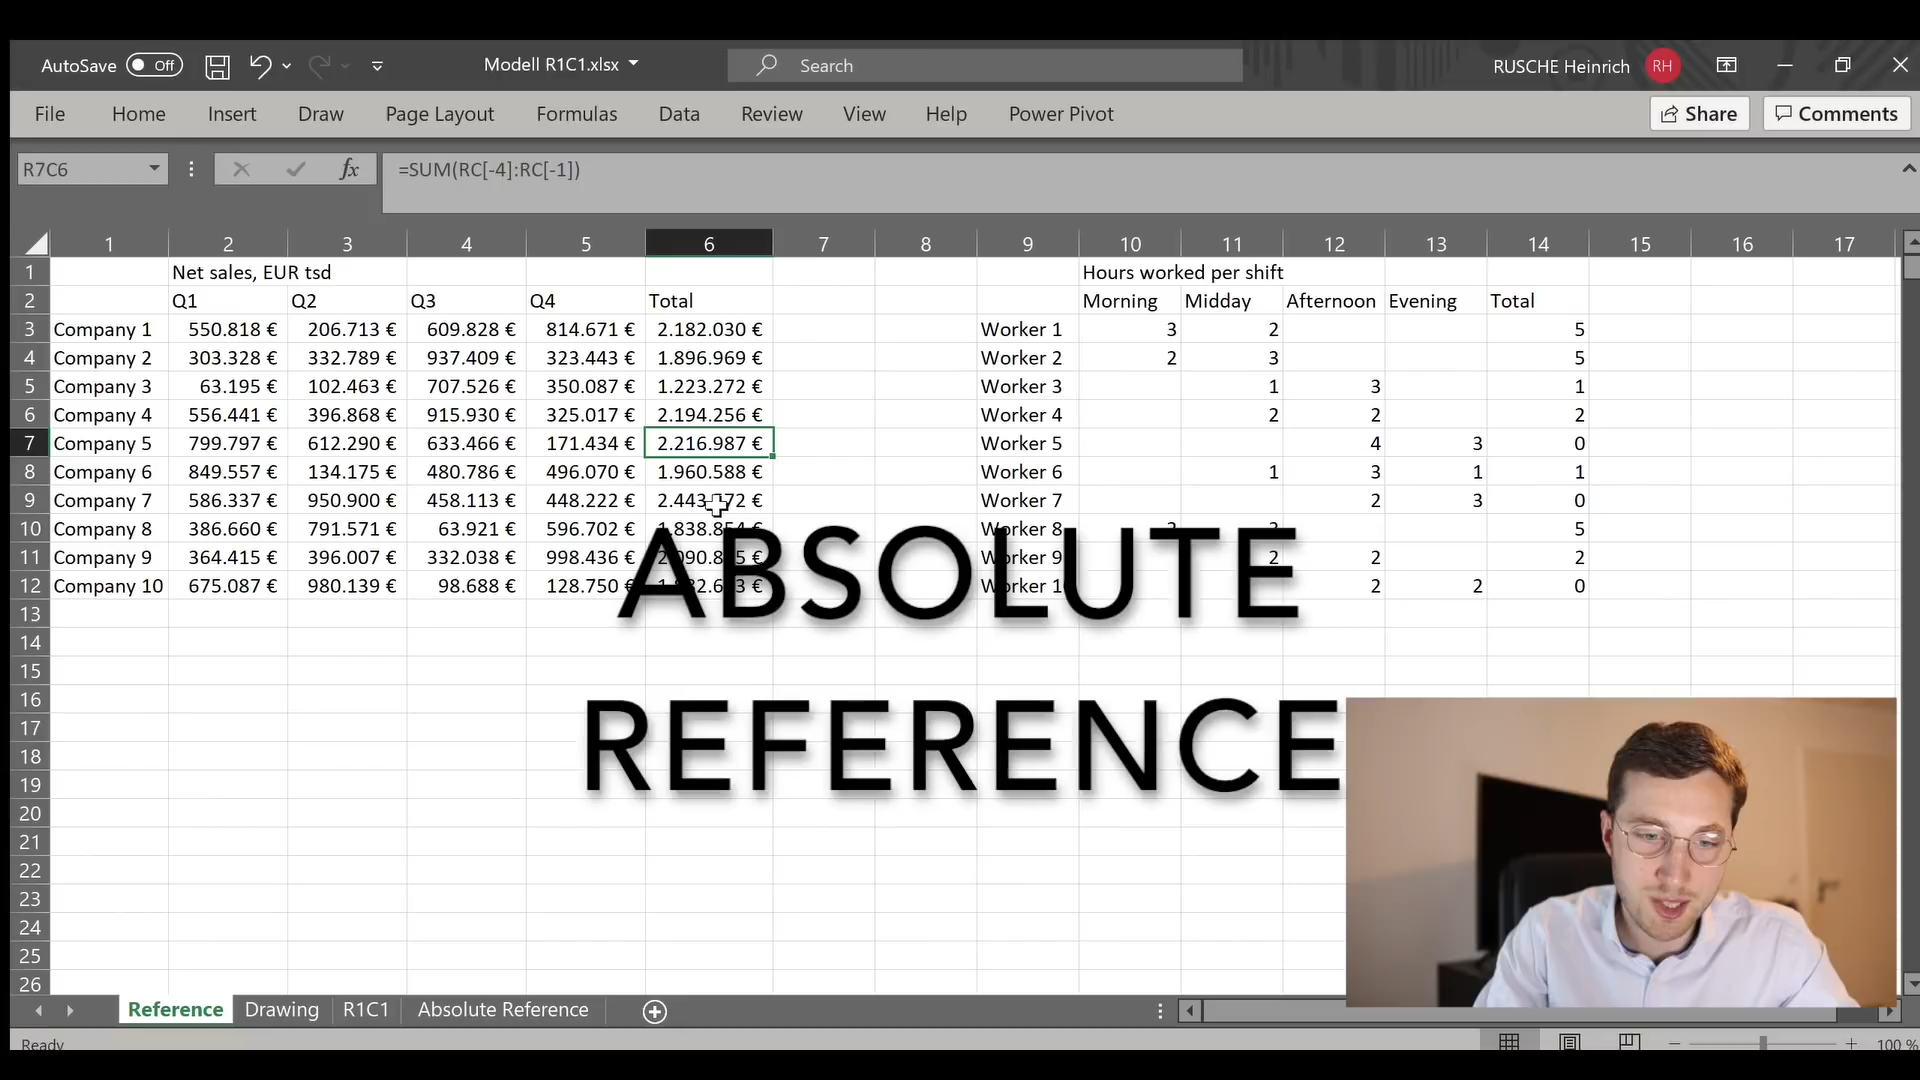 AutoSave Off Modell R1C1.xlsx Search RUSCHE Heinrich RH
File Home Insert Draw Page Layout Formulas Data Review View Help Power Pivot Share Comments
R7C6 fx =SUM(RC[-4]:RC[-1])
1 2 3 4 5 6 7 8 9 10 11 12 13 14 15 16 17
1 Net sales, EUR tsd Hours worked per shift
2 Q1 Q2 Q3 Q4 Total Morning Midday Afternoon Evening Total
3 Company 1 550.818 € 206.713 € 609.828 € 814.671 € 2.182.030 € Worker 1 3 2 5
4 Company 2 303.328 € 332.789 € 937.409 € 323.443 € 1.896.969 € Worker 2 2 3 5
5 Company 3 63.195 € 102.463 € 707.526 € 350.087 € 1.223.272 € Worker 3 1 3 1
6 Company 4 556.441 € 396.868 € 915.930 € 325.017 € 2.194.256 € Worker 4 2 2 2
7 Company 5 799.797 € 612.290 € 633.466 € 171.434 € 2.216.987 € Worker 5 4 3 0
8 Company 6 849.557 € 134.175 € 480.786 € 496.070 € 1.960.588 € Worker 6 1 3 1 1
9 Company 7 586.337 € 950.900 € 458.113 € 448.222 € Worker 7 2 3 0
10 Company 8 386.660 € 791.571 € 63.921 € 596.702 € Worker 8 5
11 Company 9 364.415 € 396.007 € 332.038 € 998.436 € Worker 9 2 2 2
12 Company 10 675.087 € 980.139 € 98.688 € 128.750 € Worker 2 2 0
ABSOLUTE
13
14
15
16
REFERENCE
17
18
19
20
21
22
23
24
25
26
Reference Drawing R1C1 Absolute Reference
Ready 100 %